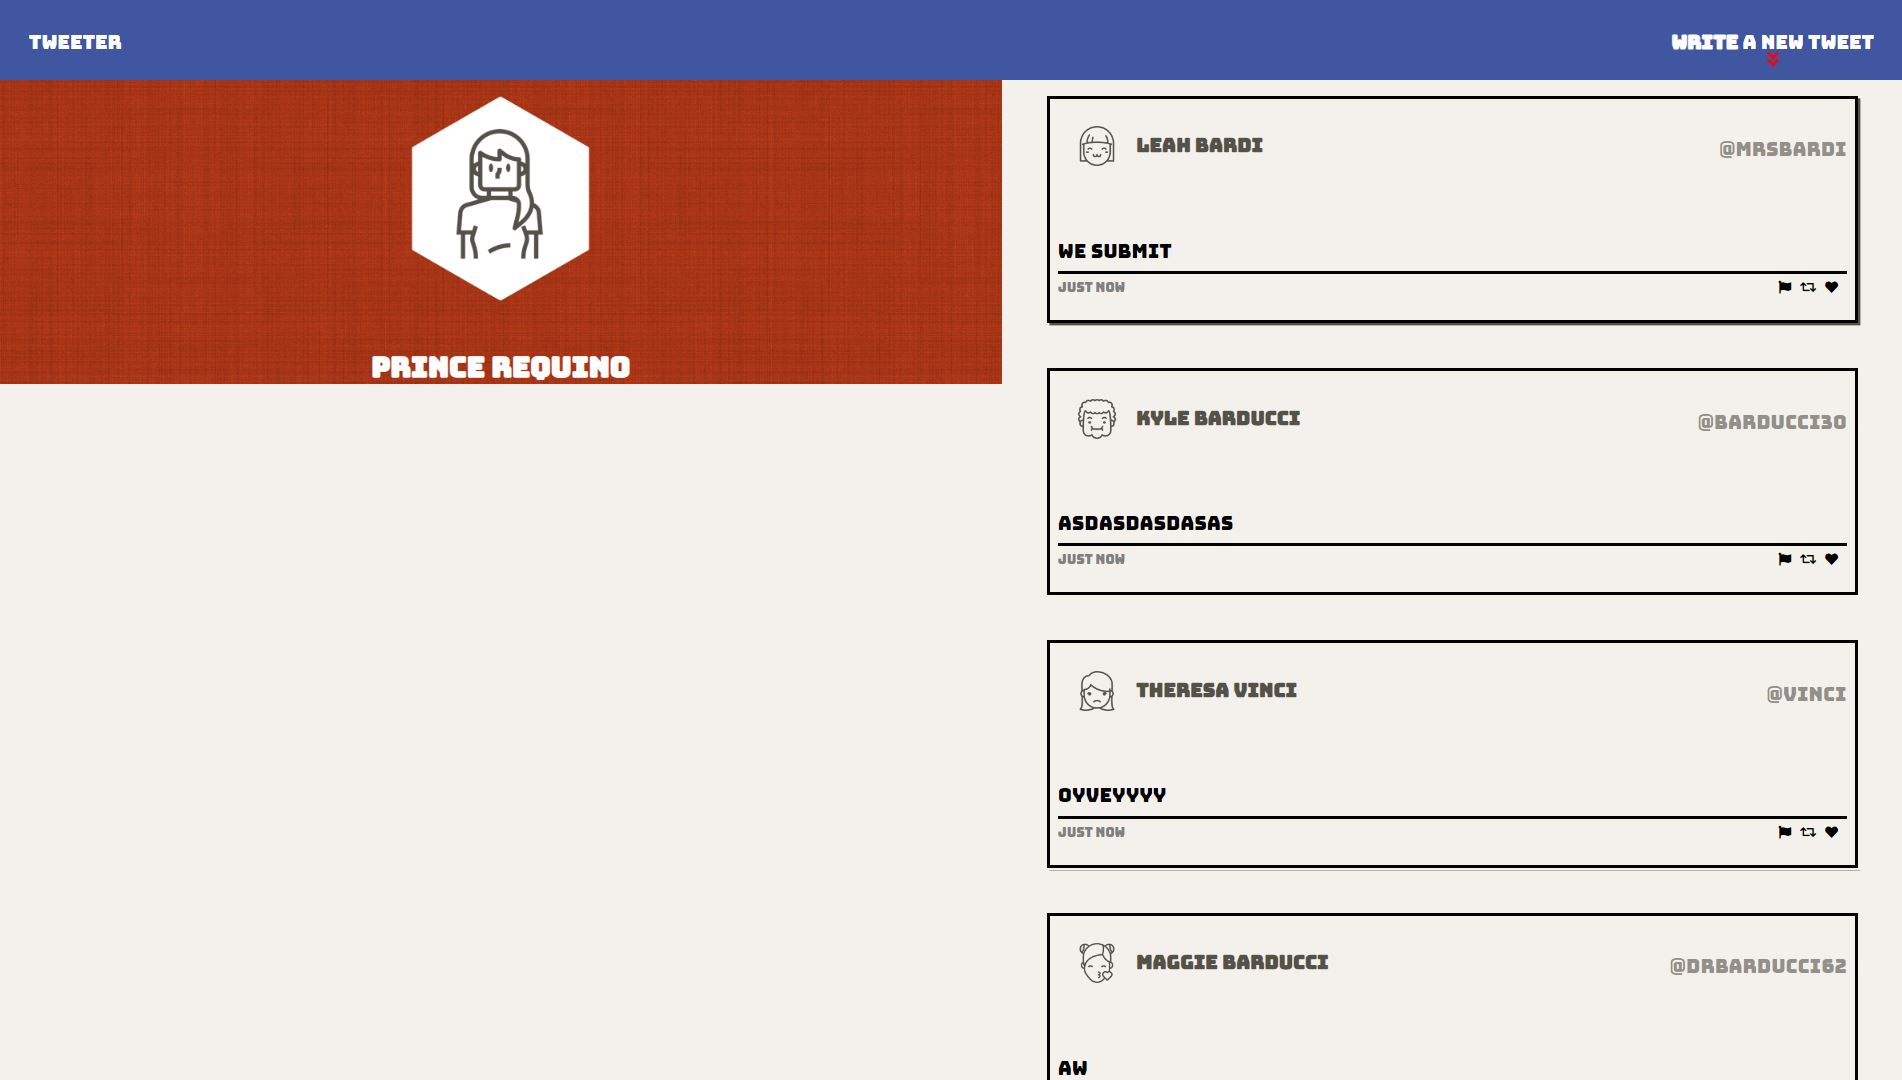 TWEETER
WRITE A NEW TWEET
PRINCE REQUINO
LEAH BARDI
@MRSBARDI
WE SUBMIT
JUST NOW
KYLE BARDUCCI
@BARDUCCI30
ASDASDASDASAS
JUST NOW
THERESA VINCI
@VINCI
OYVEYYYY
JUST NOW
MAGGIE BARDUCCI
@DRBARDUCCI62
AW